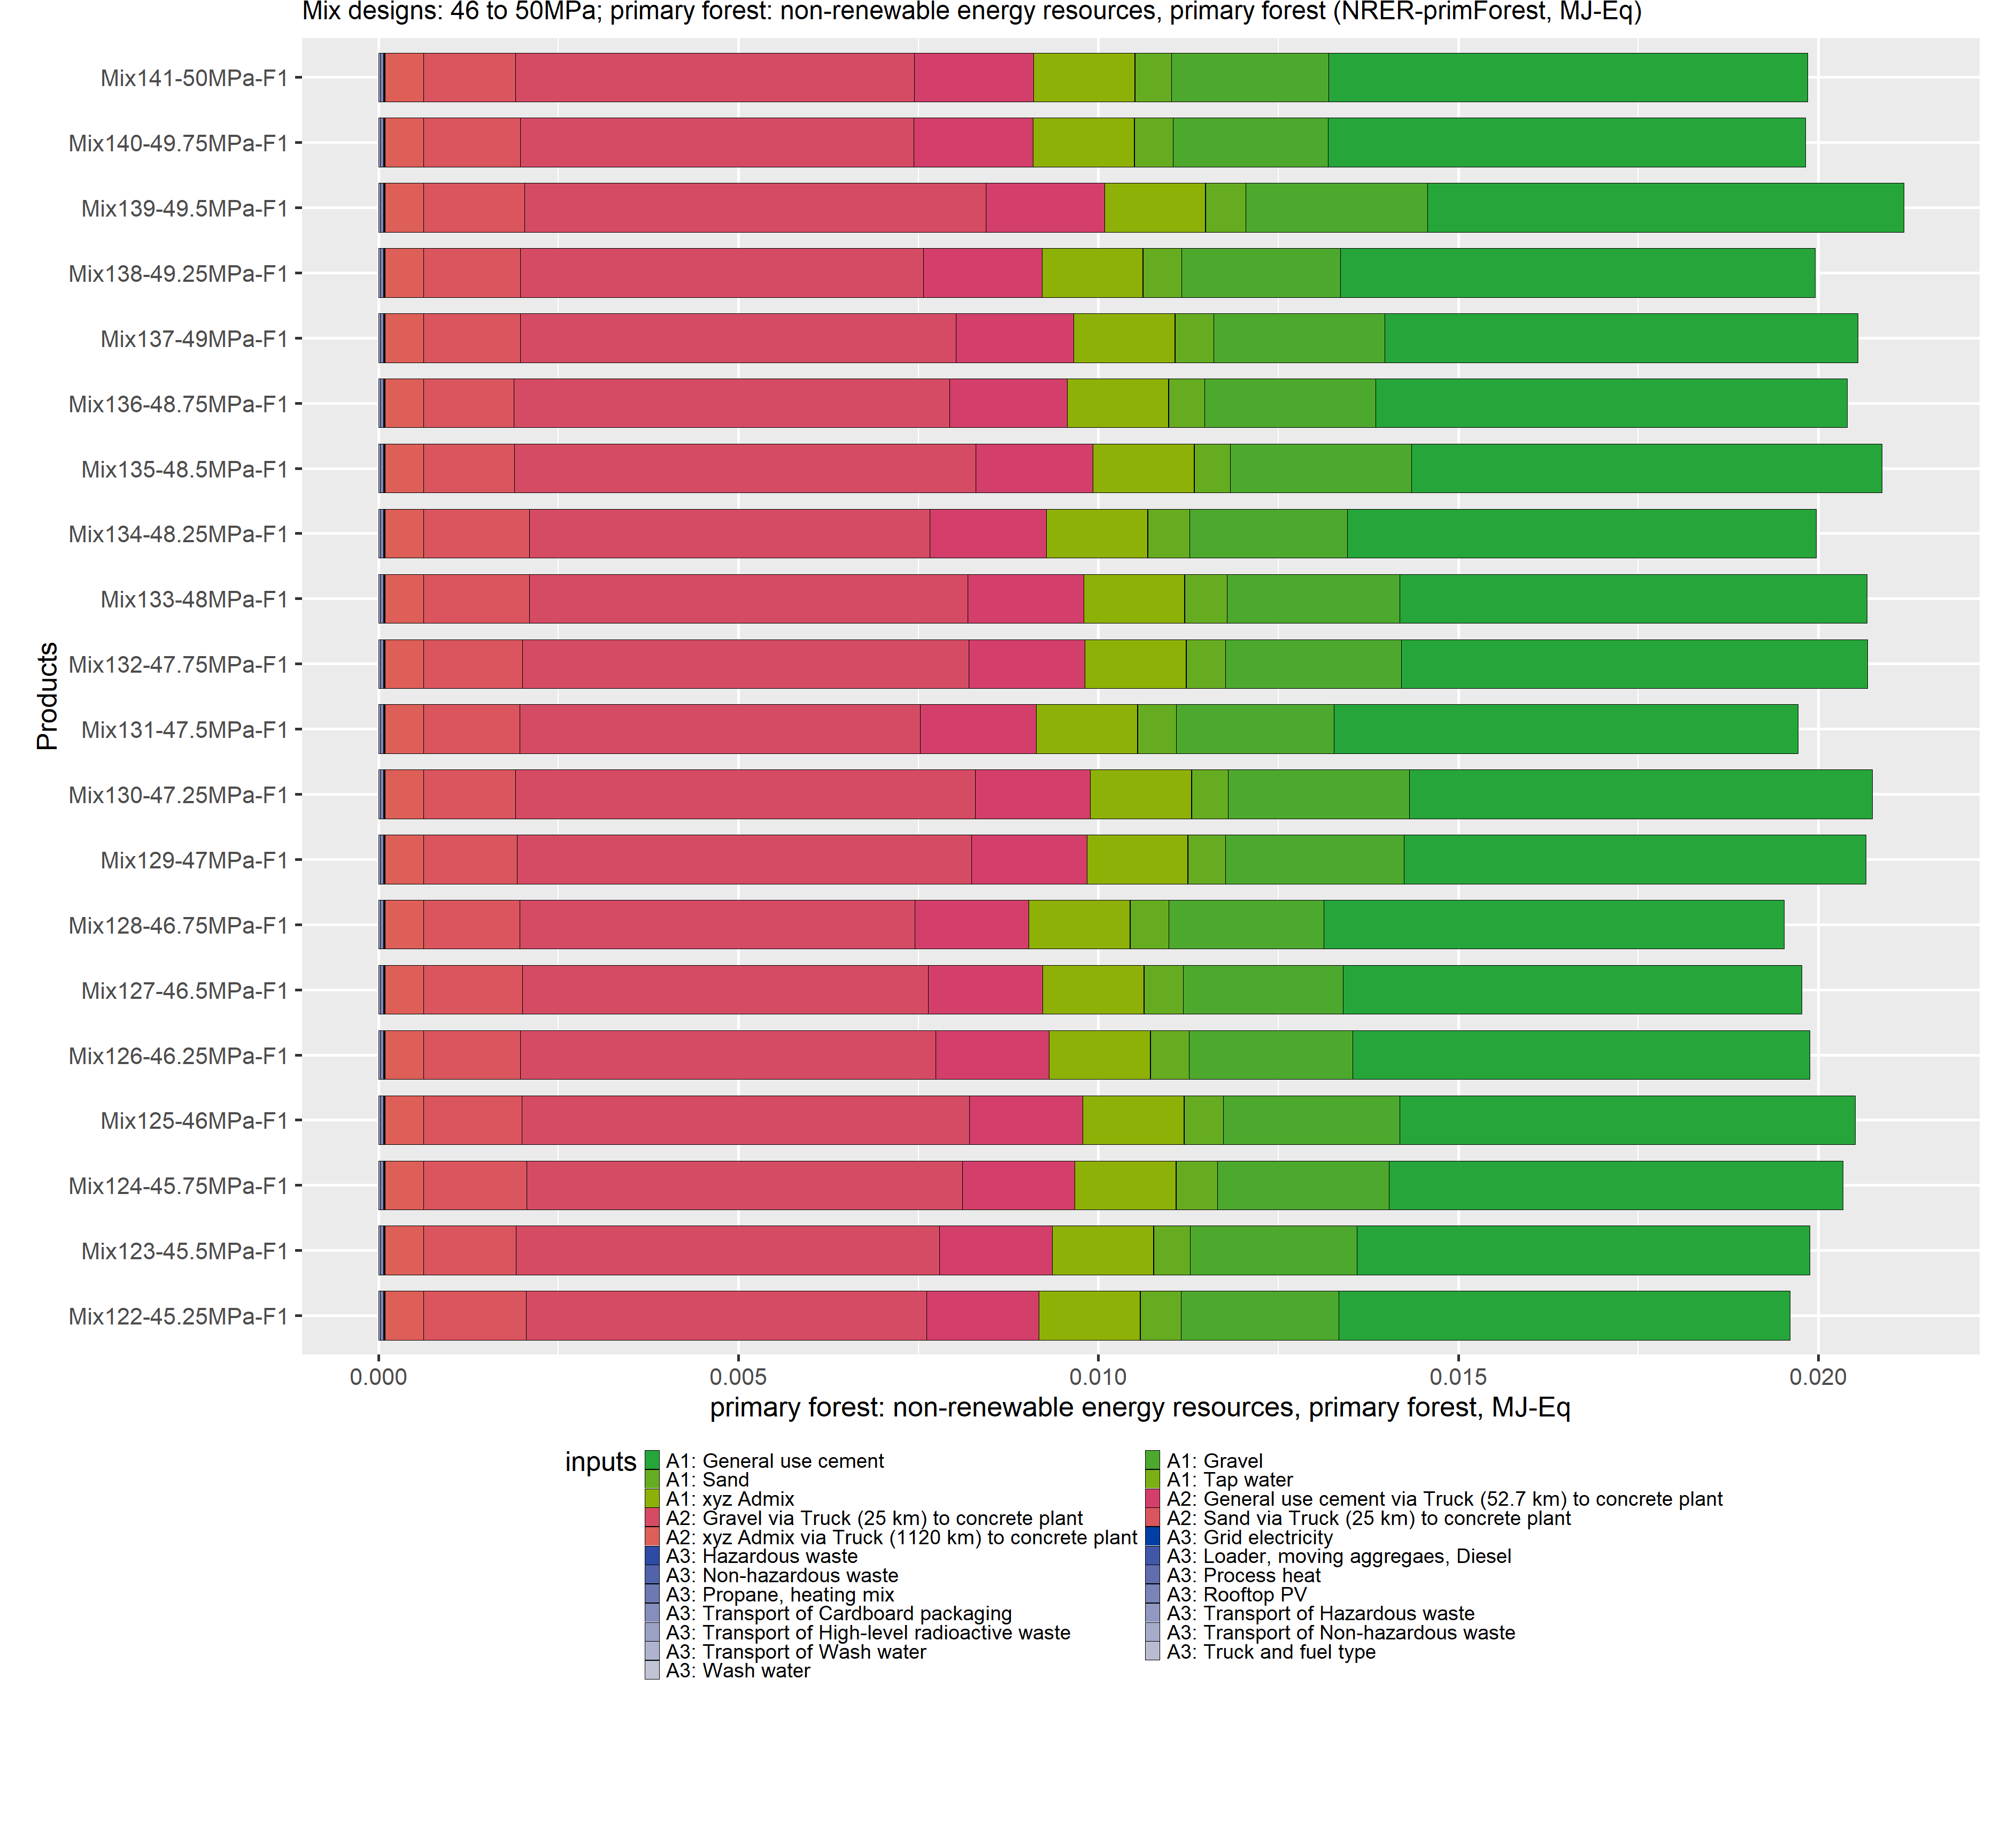 Mix designs: 46 to 50MPa; primary forest: non-renewable energy resources, primary forest (NRER-primForest, MJ-Eq)
Products
Mix141-50MPa-F1
Mix140-49.75MPa-F1
Mix139-49.5MPa-F1
Mix138-49.25MPa-F1
Mix137-49MPa-F1
Mix136-48.75MPa-F1
Mix135-48.5MPa-F1
Mix134-48.25MPa-F1
Mix133-48MPa-F1
Mix132-47.75MPa-F1
Mix131-47.5MPa-F1
Mix130-47.25MPa-F1
Mix129-47MPa-F1
Mix128-46.75MPa-F1
Mix127-46.5MPa-F1
Mix126-46.25MPa-F1
Mix125-46MPa-F1
Mix124-45.75MPa-F1
Mix123-45.5MPa-F1
Mix122-45.25MPa-F1
0.000 0.005 0.010 0.015 0.020
primary forest: non-renewable energy resources, primary forest, MJ-Eq
inputs
A1: General use cement A1: Gravel
A1: Sand A1: Tap water
A1: xyz Admix A2: General use cement via Truck (52.7 km) to concrete plant
A2: Gravel via Truck (25 km) to concrete plant A2: Sand via Truck (25 km) to concrete plant
A2: xyz Admix via Truck (1120 km) to concrete plant A3: Grid electricity
A3: Hazardous waste A3: Loader, moving aggregaes, Diesel
A3: Non-hazardous waste A3: Process heat
A3: Propane, heating mix A3: Rooftop PV
A3: Transport of Cardboard packaging A3: Transport of Hazardous waste
A3: Transport of High-level radioactive waste A3: Transport of Non-hazardous waste
A3: Transport of Wash water A3: Truck and fuel type
A3: Wash water